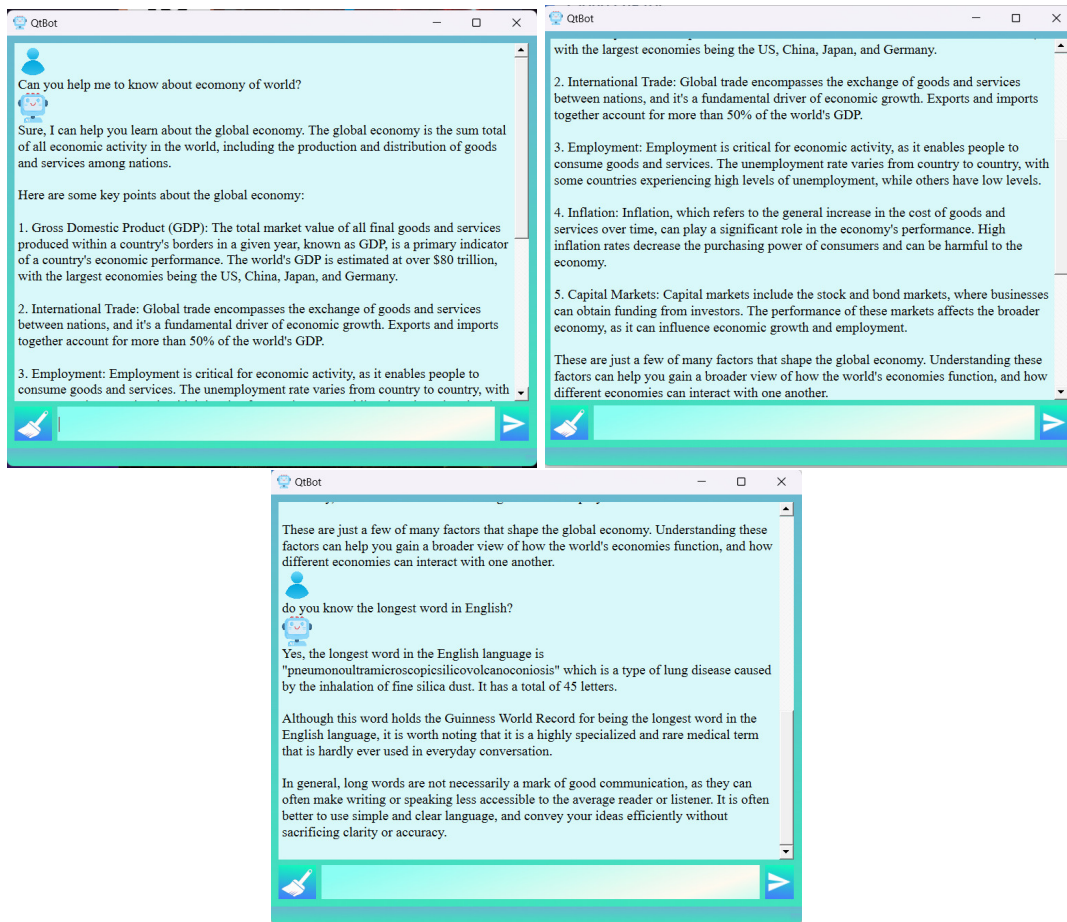 QtBot
Can you help me to know about ecomony of world?
Sure, I can help you learn about the global economy. The global economy is the sum total
of all economic activity in the world, including the production and distribution of goods
and services among nations.
Here are some key points about the global economy:
1. Gross Domestic Product (GDP): The total market value of all final goods and services
produced within a country's borders in a given year, known as GDP, is a primary indicator
of a country's economic performance. The world's GDP is estimated at over $80 trillion,
with the largest economies being the US, China, Japan, and Germany.
2. International Trade: Global trade encompasses the exchange of goods and services
between nations, and it's a fundamental driver of economic growth. Exports and imports
together account for more than 50% of the world's GDP.
3. Employment: Employment is critical for economic activity, as it enables people to
consume goods and services. The unemployment rate varies from country to country, with
QtBot
with the largest economies being the US, China, Japan, and Germany.
2. International Trade: Global trade encompasses the exchange of goods and services
between nations, and it's a fundamental driver of economic growth. Exports and imports
together account for more than 50% of the world's GDP.
3. Employment: Employment is critical for economic activity, as it enables people to
consume goods and services. The unemployment rate varies from country to country, with
some countries experiencing high levels of unemployment, while others have low levels.
4. Inflation: Inflation, which refers to the general increase in the cost of goods and
services over time, can play a significant role in the economy's performance. High
inflation rates decrease the purchasing power of consumers and can be harmful to the
economy.
5. Capital Markets: Capital markets include the stock and bond markets, where businesses
can obtain funding from investors. The performance of these markets affects the broader
economy, as it can influence economic growth and employment.
These are just a few of many factors that shape the global economy. Understanding these
factors can help you gain a broader view of how the world's economies function, and how
different economies can interact with one another.
QtBot
These are just a few of many factors that shape the global economy. Understanding these
factors can help you gain a broader view of how the world's economies function, and how
different economies can interact with one another.
do you know the longest word in English?
Yes, the longest word in the English language is
"pneumonoultramicroscopicsilicovolcanoconiosis" which is a type of lung disease caused
by the inhalation of fine silica dust. It has a total of 45 letters.
Although this word holds the Guinness World Record for being the longest word in the
English language, it is worth noting that it is a highly specialized and rare medical term
that is hardly ever used in everyday conversation.
In general, long words are not necessarily a mark of good communication, as they can
often make writing or speaking less accessible to the average reader or listener. It is often
better to use simple and clear language, and convey your ideas efficiently without
sacrificing clarity or accuracy.